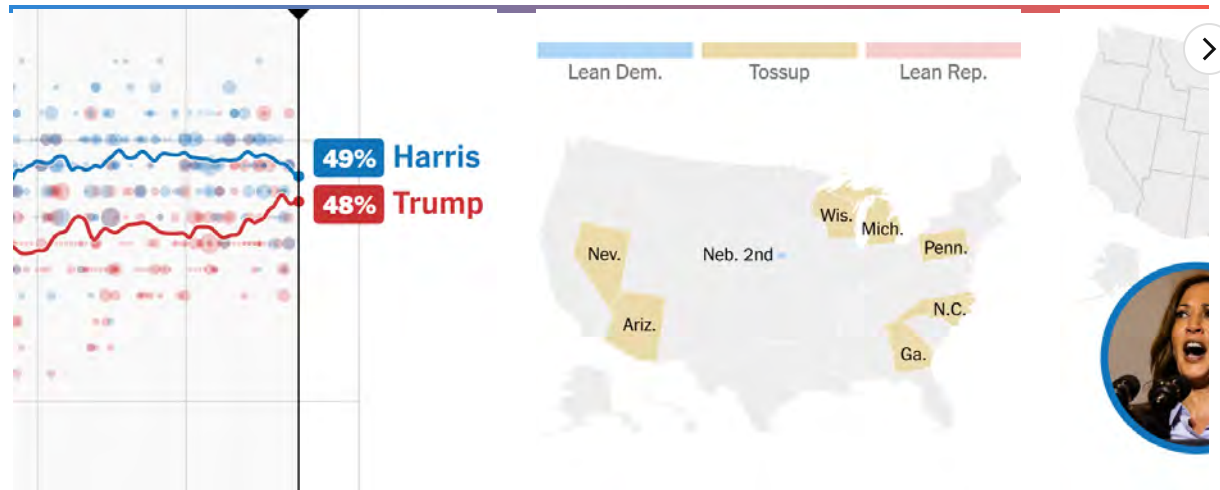 49% Harris
48% Trump
Lean Dem.
Tossup
Lean Rep.
Wis.
Mich.
Nev.
Neb. 2nd
Penn.
Ariz.
N.C.
Ga.